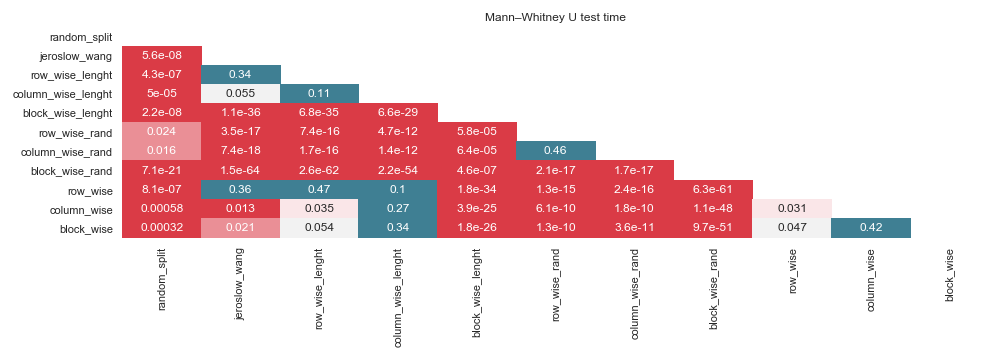 Mann–Whitney U test time
random_split
jeroslow_wang 5.6e-08
row_wise_lenght 4.3e-07 0.34
column_wise_lenght 5e-05 0.055 0.11
block_wise_lenght 2.2e-08 1.1e-36 6.8e-35 6.6e-29
row_wise_rand 0.024 3.5e-17 7.4e-16 4.7e-12 5.8e-05
column_wise_rand 0.016 7.4e-18 1.7e-16 1.4e-12 6.4e-05 0.46
block_wise_rand 7.1e-21 1.5e-64 2.6e-62 2.2e-54 4.6e-07 2.1e-17 1.7e-17
row_wise 8.1e-07 0.36 0.47 0.1 1.8e-34 1.3e-15 2.4e-16 6.3e-61
column_wise 0.00058 0.013 0.035 0.27 3.9e-25 6.1e-10 1.8e-10 1.1e-48 0.031
block_wise 0.00032 0.021 0.054 0.34 1.8e-26 1.3e-10 3.6e-11 9.7e-51 0.047 0.42
random_split
jeroslow_wang
row_wise_lenght
column_wise_lenght
block_wise_lenght
row_wise_rand
column_wise_rand
block_wise_rand
row_wise
column_wise
block_wise